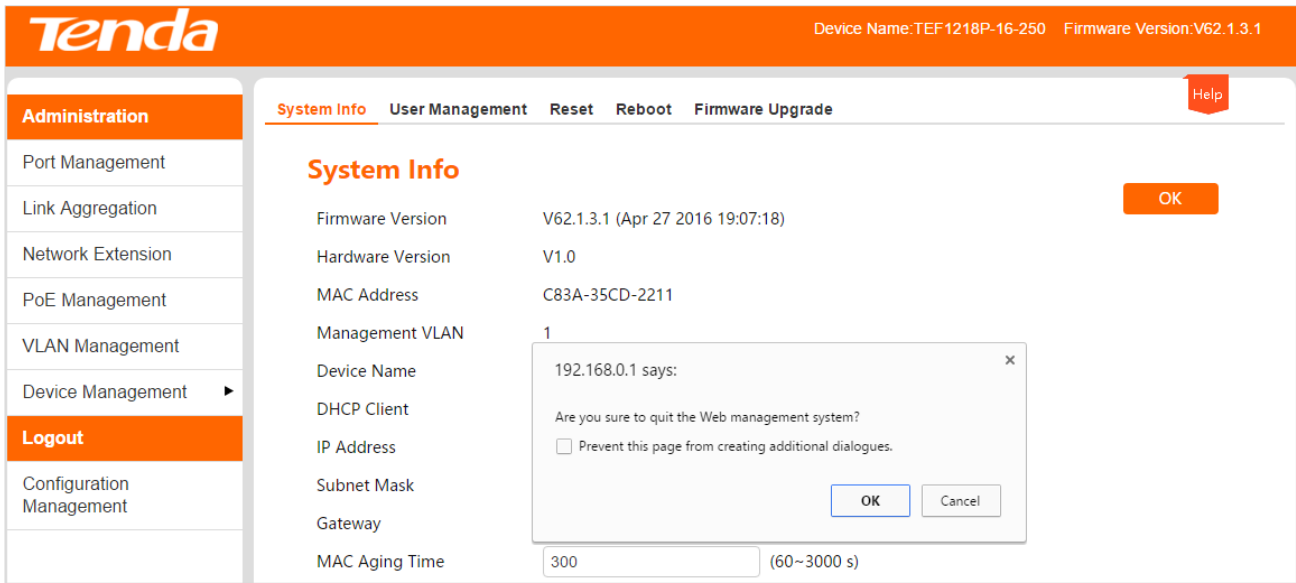 Tenda
Device Name:TEF1218P-16-250 Firmware Version:V62.1.3.1
Administration
Port Management
Link Aggregation
Network Extension
PoE Management
VLAN Management
Device Management
Logout
Configuration
Management
System Info User Management Reset Reboot Firmware Upgrade
Help
System Info
OK
Firmware Version V62.1.3.1 (Apr 27 2016 19:07:18)
Hardware Version V1.0
MAC Address C83A-35CD-2211
Management VLAN 1
Device Name
DHCP Client
IP Address
Subnet Mask
Gateway
MAC Aging Time 300 (60~3000 s)
192.168.0.1 says:
Are you sure to quit the Web management system?
Prevent this page from creating additional dialogues.
OK Cancel